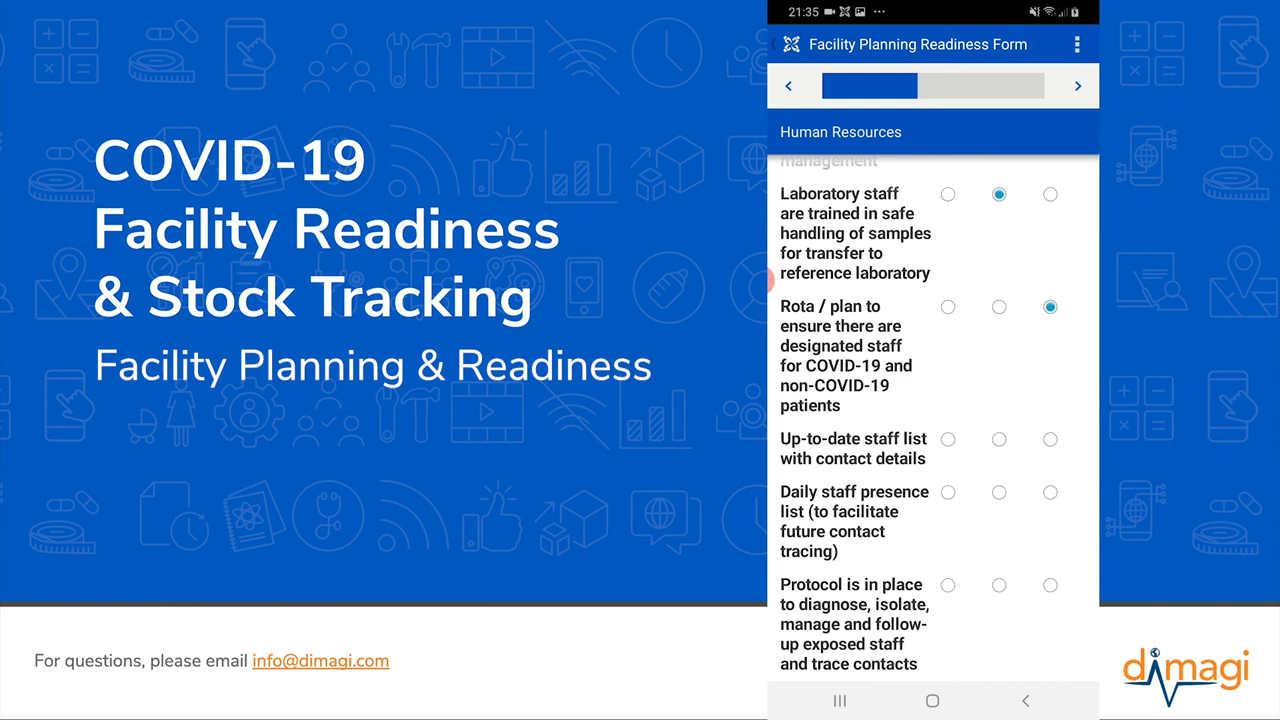 COVID-19
Facility Readiness
& Stock Tracking
Facility Planning & Readiness
For questions, please email info@dimagi.com
21:35
Facility Planning Readiness Form
Human Resources
management
Laboratory staff
are trained in safe
handling of samples
for transfer to
reference laboratory
Rota / plan to
ensure there are
designated staff
for COVID-19 and
non-COVID-19
patients
Up-to-date staff list
with contact details
Daily staff presence
list (to facilitate
future contact
tracing)
Protocol is in place
to diagnose, isolate,
manage and follow-
up exposed staff
and trace contacts
dimagi